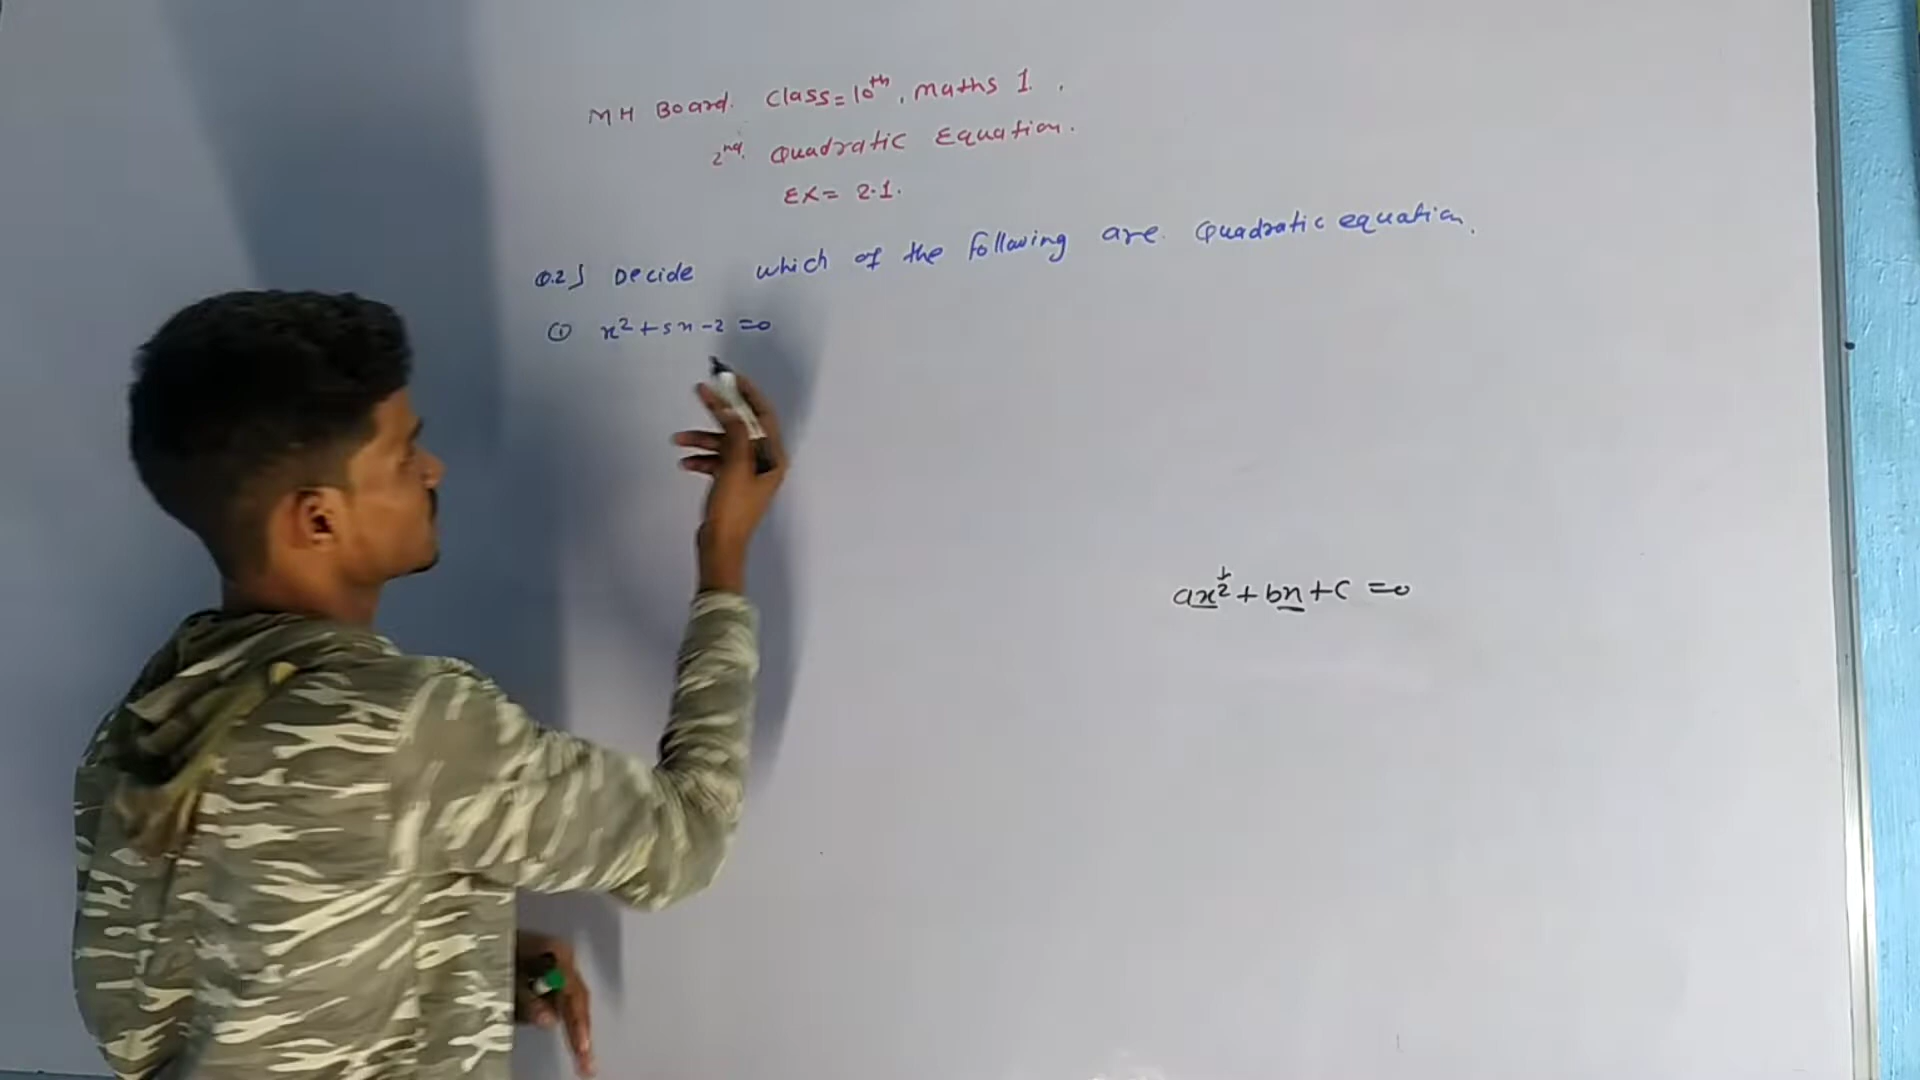 MH Board. Class=10th, Maths 1.
2nd. Quadratic Equation.
EX= 2.1.
Q.2] Decide which of the following are Quadratic equation.
① x²+5x-2=0
ax²+bx+c=0